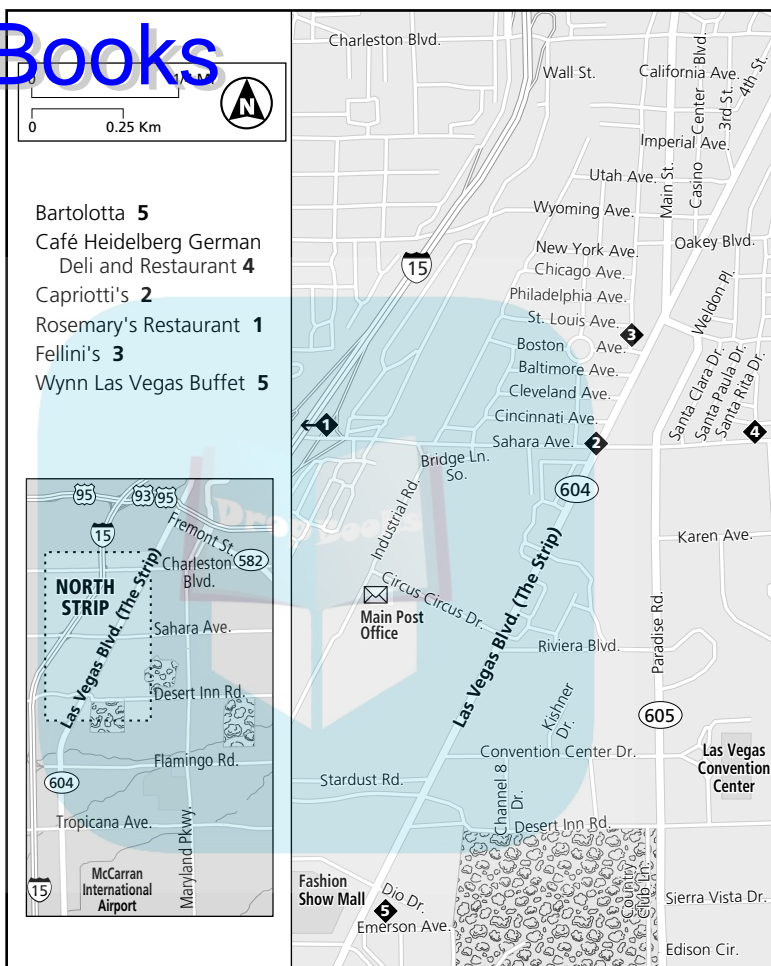 Books
0 1/4 Mi
0 0.25 Km
N
Bartolotta 5
Café Heidelberg German
Deli and Restaurant 4
Capriotti's 2
Rosemary's Restaurant 1
Fellini's 3
Wynn Las Vegas Buffet 5
95
93
95
15
Fremont St.
582
Charleston
Blvd.
NORTH
STRIP
Las Vegas Blvd. (The Strip)
Sahara Ave.
Desert Inn Rd.
Flamingo Rd.
604
Tropicana Ave.
Maryland Pkwy.
McCarran
International
Airport
15
Charleston Blvd.
Wall St.
California Ave.
Casino Center Blvd.
3rd St.
4th St.
Imperial Ave.
Utah Ave.
Main St.
Wyoming Ave.
New York Ave.
Oakey Blvd.
15
Chicago Ave.
Philadelphia Ave.
Weldon Pl.
St. Louis Ave.
3
Boston Ave.
Baltimore Ave.
Cleveland Ave.
Santa Clara Dr.
Santa Paula Dr.
Santa Rita Dr.
Cincinnati Ave.
1
Sahara Ave.
2
4
Bridge Ln.
So.
604
Industrial Rd.
Drop Books
Karen Ave.
Circus Circus Dr.
Main Post
Office
Las Vegas Blvd. (The Strip)
Riviera Blvd.
Paradise Rd.
Kishner
Dr.
605
Convention Center Dr.
Las Vegas
Convention
Center
Stardust Rd.
Channel 8
Dr.
Desert Inn Rd.
Fashion
Show Mall
Dio Dr.
5
Emerson Ave.
Country
Club Ln.
Sierra Vista Dr.
Edison Cir.